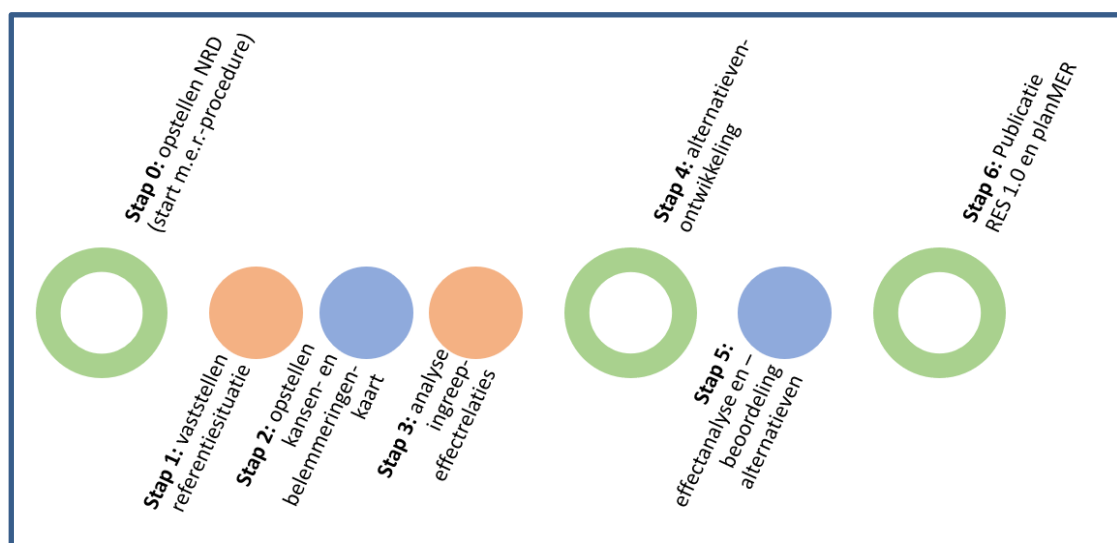 Stap 0: opstellen NRD
(start m.e.r.-procedure)
Stap 1: vaststellen
referentiesituatie
Stap 2: opstellen
kansen- en
belemmeringen-
kaart
Stap 3: analyse
ingreep-
effectrelaties
Stap 4: alternatieven-
ontwikkeling
Stap 5:
effectanalyse en –
beoordeling
alternatieven
Stap 6: Publicatie
RES 1.0 en planMER